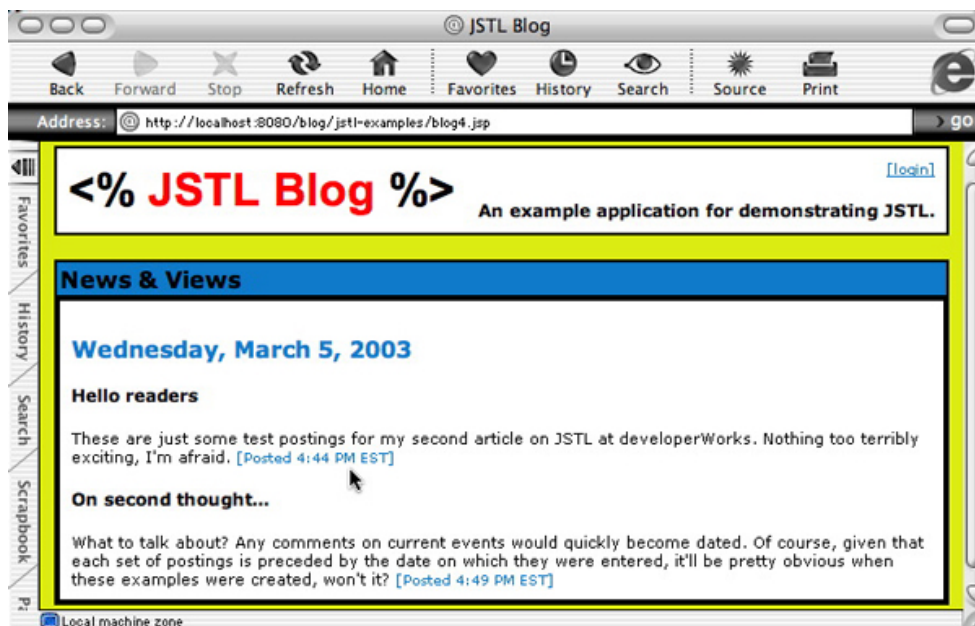 JSTL Blog
Back Forward Stop Refresh Home Favorites History Search Source Print
Address: http://localhost:8080/blog/jstl-examples/blog4.jsp > go
Favorites
History
Search
Scrapbook
[login]
<% JSTL Blog %>
An example application for demonstrating JSTL.
News & Views
Wednesday, March 5, 2003
Hello readers
These are just some test postings for my second article on JSTL at developerWorks. Nothing too terribly
exciting, I'm afraid. [Posted 4:44 PM EST]
On second thought...
What to talk about? Any comments on current events would quickly become dated. Of course, given that
each set of postings is preceded by the date on which they were entered, it'll be pretty obvious when
these examples were created, won't it? [Posted 4:49 PM EST]
Local machine zone